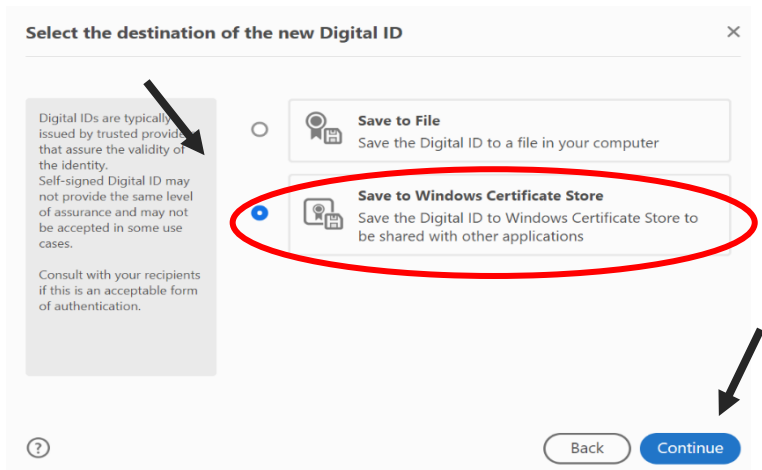 Select the destination of the new Digital ID
Digital IDs are typically
issued by trusted provide
that assure the validity of
the identity.
Self-signed Digital ID may
not provide the same level
of assurance and may not
be accepted in some use
cases.
Consult with your recipients
if this is an acceptable form
of authentication.
Save to File
Save the Digital ID to a file in your computer
Save to Windows Certificate Store
Save the Digital ID to Windows Certificate Store to
be shared with other applications
?
Back
Continue